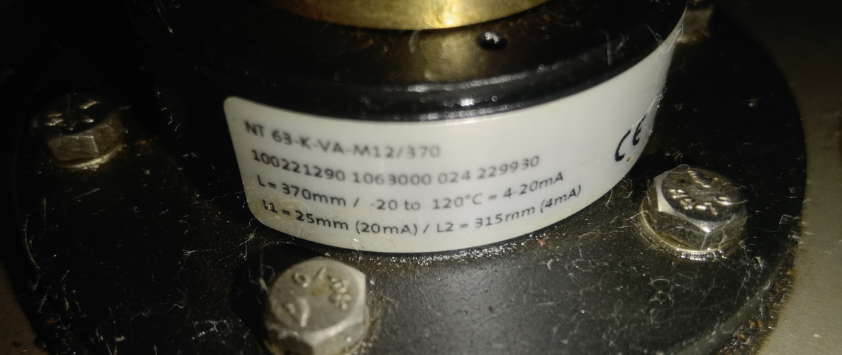 NT 63-K-VA-M12/370
100221290 1063000 024 229930
L= 370mm / -20 to 120°C = 4-20mA
L1 = 25mm (20mA) / L2 = 315mm (4mA)
CE